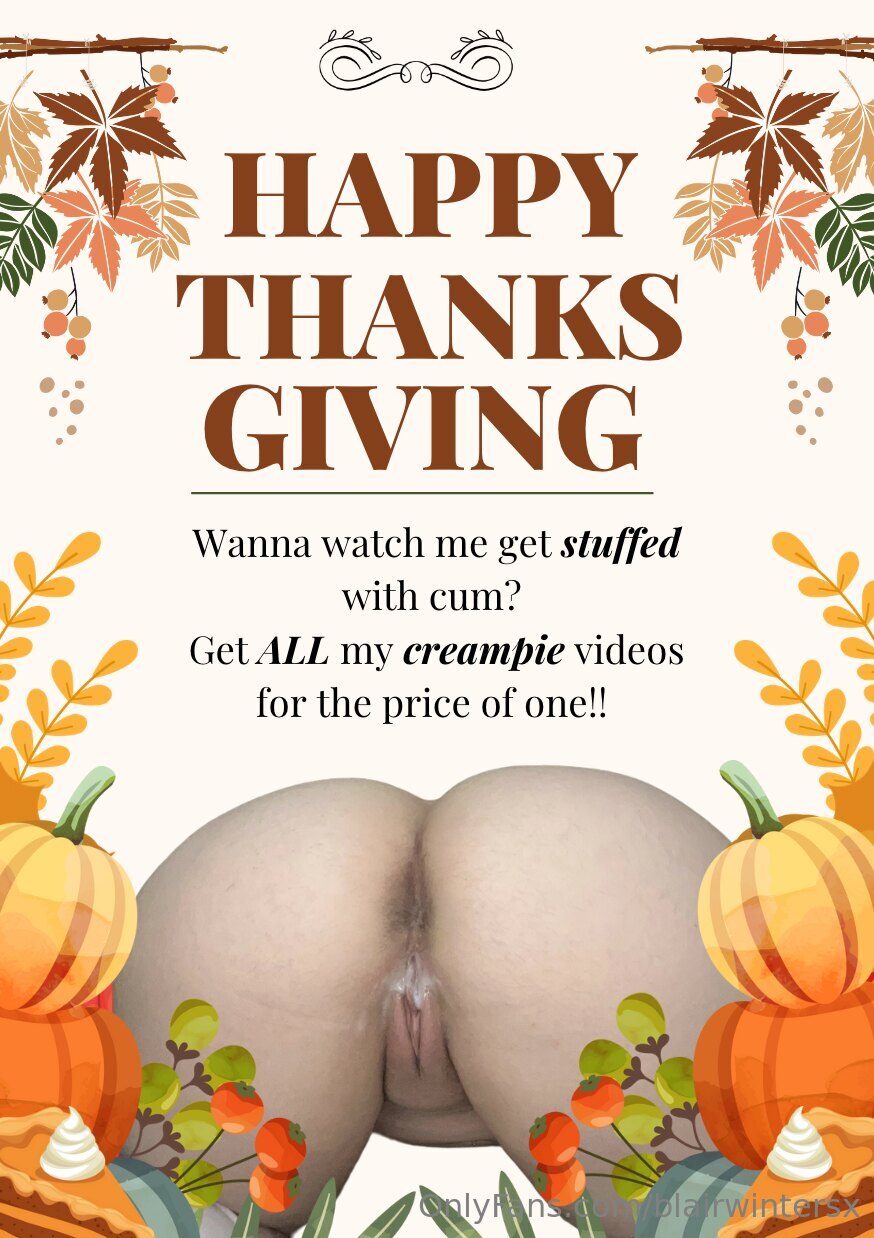 HAPPY
THANKS
GIVING
Wanna watch me get stuffed
with cum?
Get ALL my creampie videos
for the price of one!!
OnlyFans.com/blairwintersx